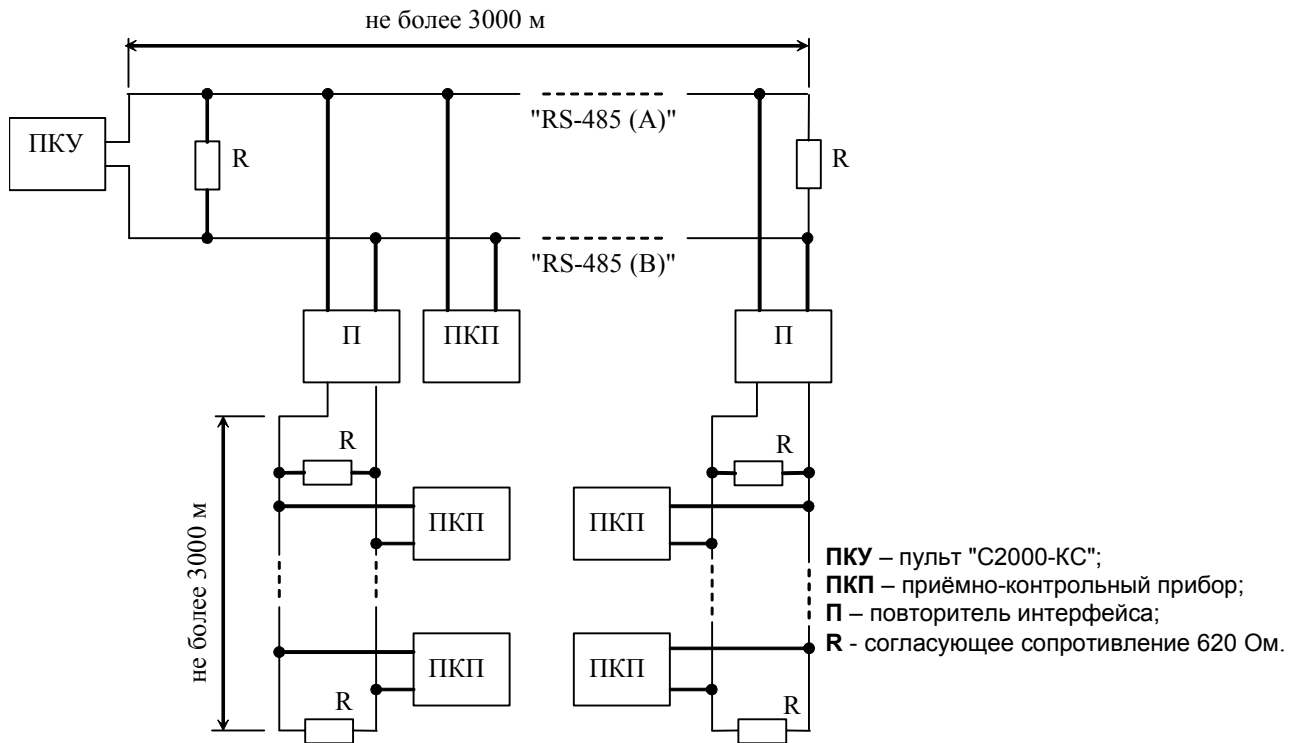 не более 3000 м
"RS-485 (A)"
ПКУ
R
R
"RS-485 (B)"
П
ПКП
П
не более 3000 м
R
R
ПКП
ПКП
ПКУ – пульт "С2000-КС";
ПКП – приёмно-контрольный прибор;
П – повторитель интерфейса;
R - согласующее сопротивление 620 Ом.
ПКП
ПКП
R
R